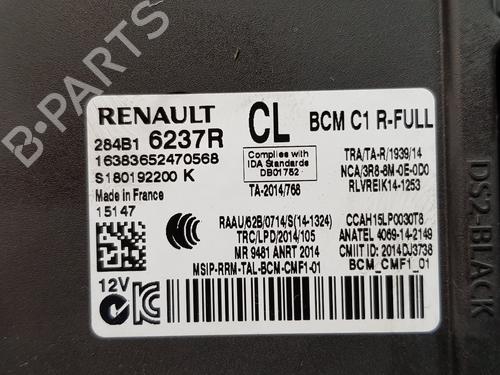 RENAULT CL BCM C1 R-FULL
284B1 6237R
16383652470568
S180192200 K
Made in France
15147
Complies with
IDA Standards
DB01752
TA-2014/768
TRA/TA-R/1939/14
NCA/3R8-8M-0E-0D0
RLVREIK14-1253
RAAU/62B/0714/S(14-1324)
TRC/LPD/2014/105
MR 9481 ANRT 2014
MSIP-RRM-TAL-BCM-CMF1-01
CCAH15LP0030T8
ANATEL 4069-14-2149
CMIIT ID: 2014DJ3738
BCM_CMF1_01
12V
DS2-BLACK
B-PARTS